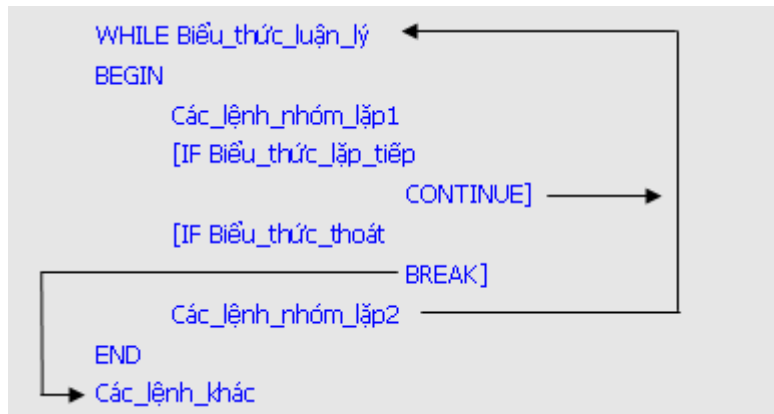 WHILE Biểu_thức_luận_lý
BEGIN
Các_lệnh_nhóm_lặp1
[IF Biểu_thức_lặp_tiếp
CONTINUE]
[IF Biểu_thức_thoát
BREAK]
Các_lệnh_nhóm_lặp2
END
Các_lệnh_khác